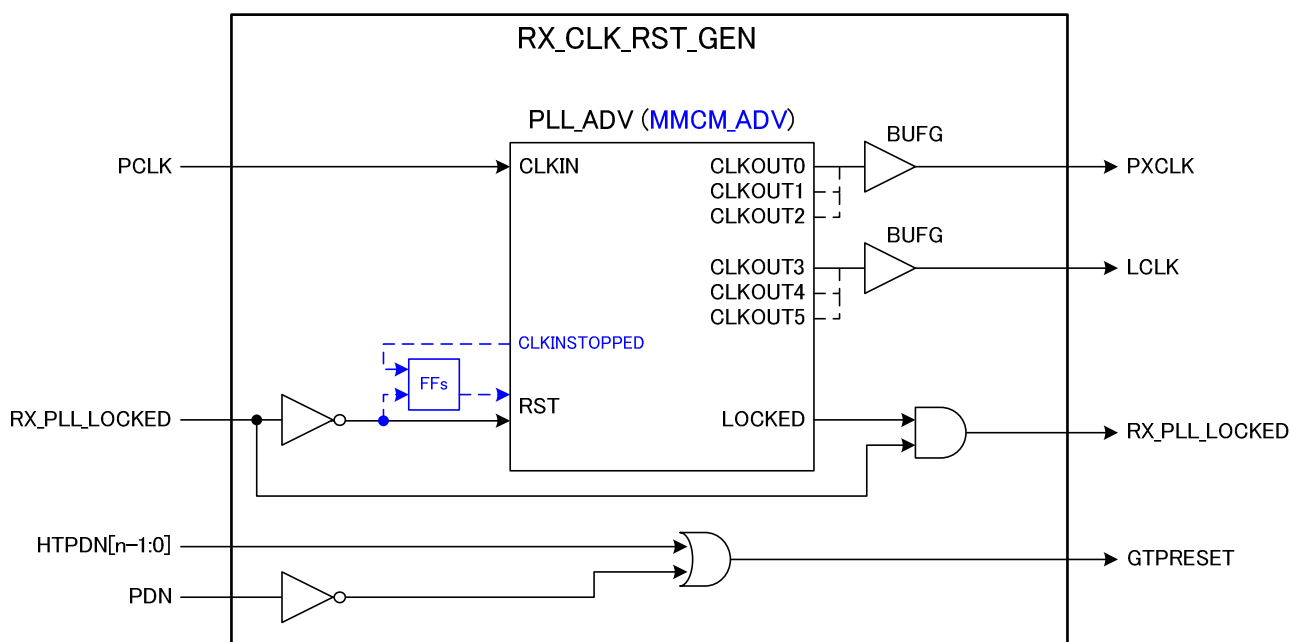 RX_CLK_RST_GEN
PLL_ADV (MMCM_ADV)
BUFG
PCLK
CLKIN
CLKOUT0
PXCLK
CLKOUT1
CLKOUT2
BUFG
CLKOUT3
LCLK
CLKOUT4
CLKOUT5
CLKINSTOPPED
FFs
RST
RX_PLL_LOCKED
LOCKED
RX_PLL_LOCKED
HTPDN[n-1:0]
GTPRESET
PDN